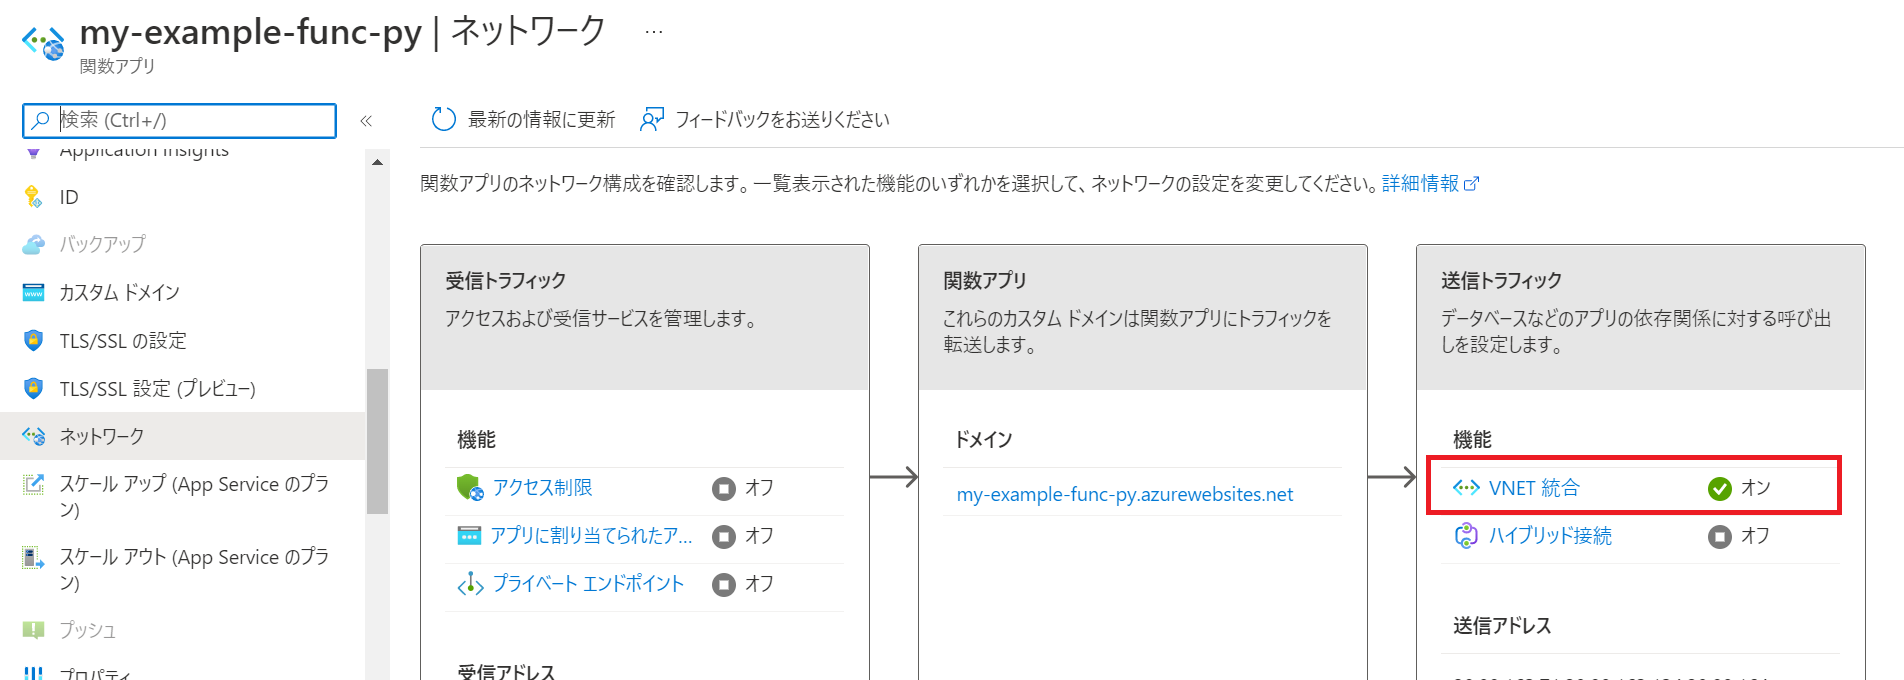 my-example-func-py | ネットワーク …
関数アプリ
検索 (Ctrl+/)
«
Application Insights
ID
バックアップ
カスタム ドメイン
TLS/SSL の設定
TLS/SSL 設定 (プレビュー)
ネットワーク
スケール アップ (App Service のプラ
ン)
スケール アウト (App Service のプラ
ン)
プッシュ
プロパティ
最新の情報に更新
フィードバックをお送りください
関数アプリのネットワーク構成を確認します。一覧表示された機能のいずれかを選択して、ネットワークの設定を変更してください。詳細情報
受信トラフィック
アクセスおよび受信サービスを管理します。
機能
アクセス制限 オフ
アプリに割り当てられたア... オフ
プライベート エンドポイント オフ
受信アドレス
関数アプリ
これらのカスタム ドメインは関数アプリにトラフィックを
転送します。
ドメイン
my-example-func-py.azurewebsites.net
送信トラフィック
データベースなどのアプリの依存関係に対する呼び出
しを設定します。
機能
VNET 統合 オン
ハイブリッド接続 オフ
送信アドレス